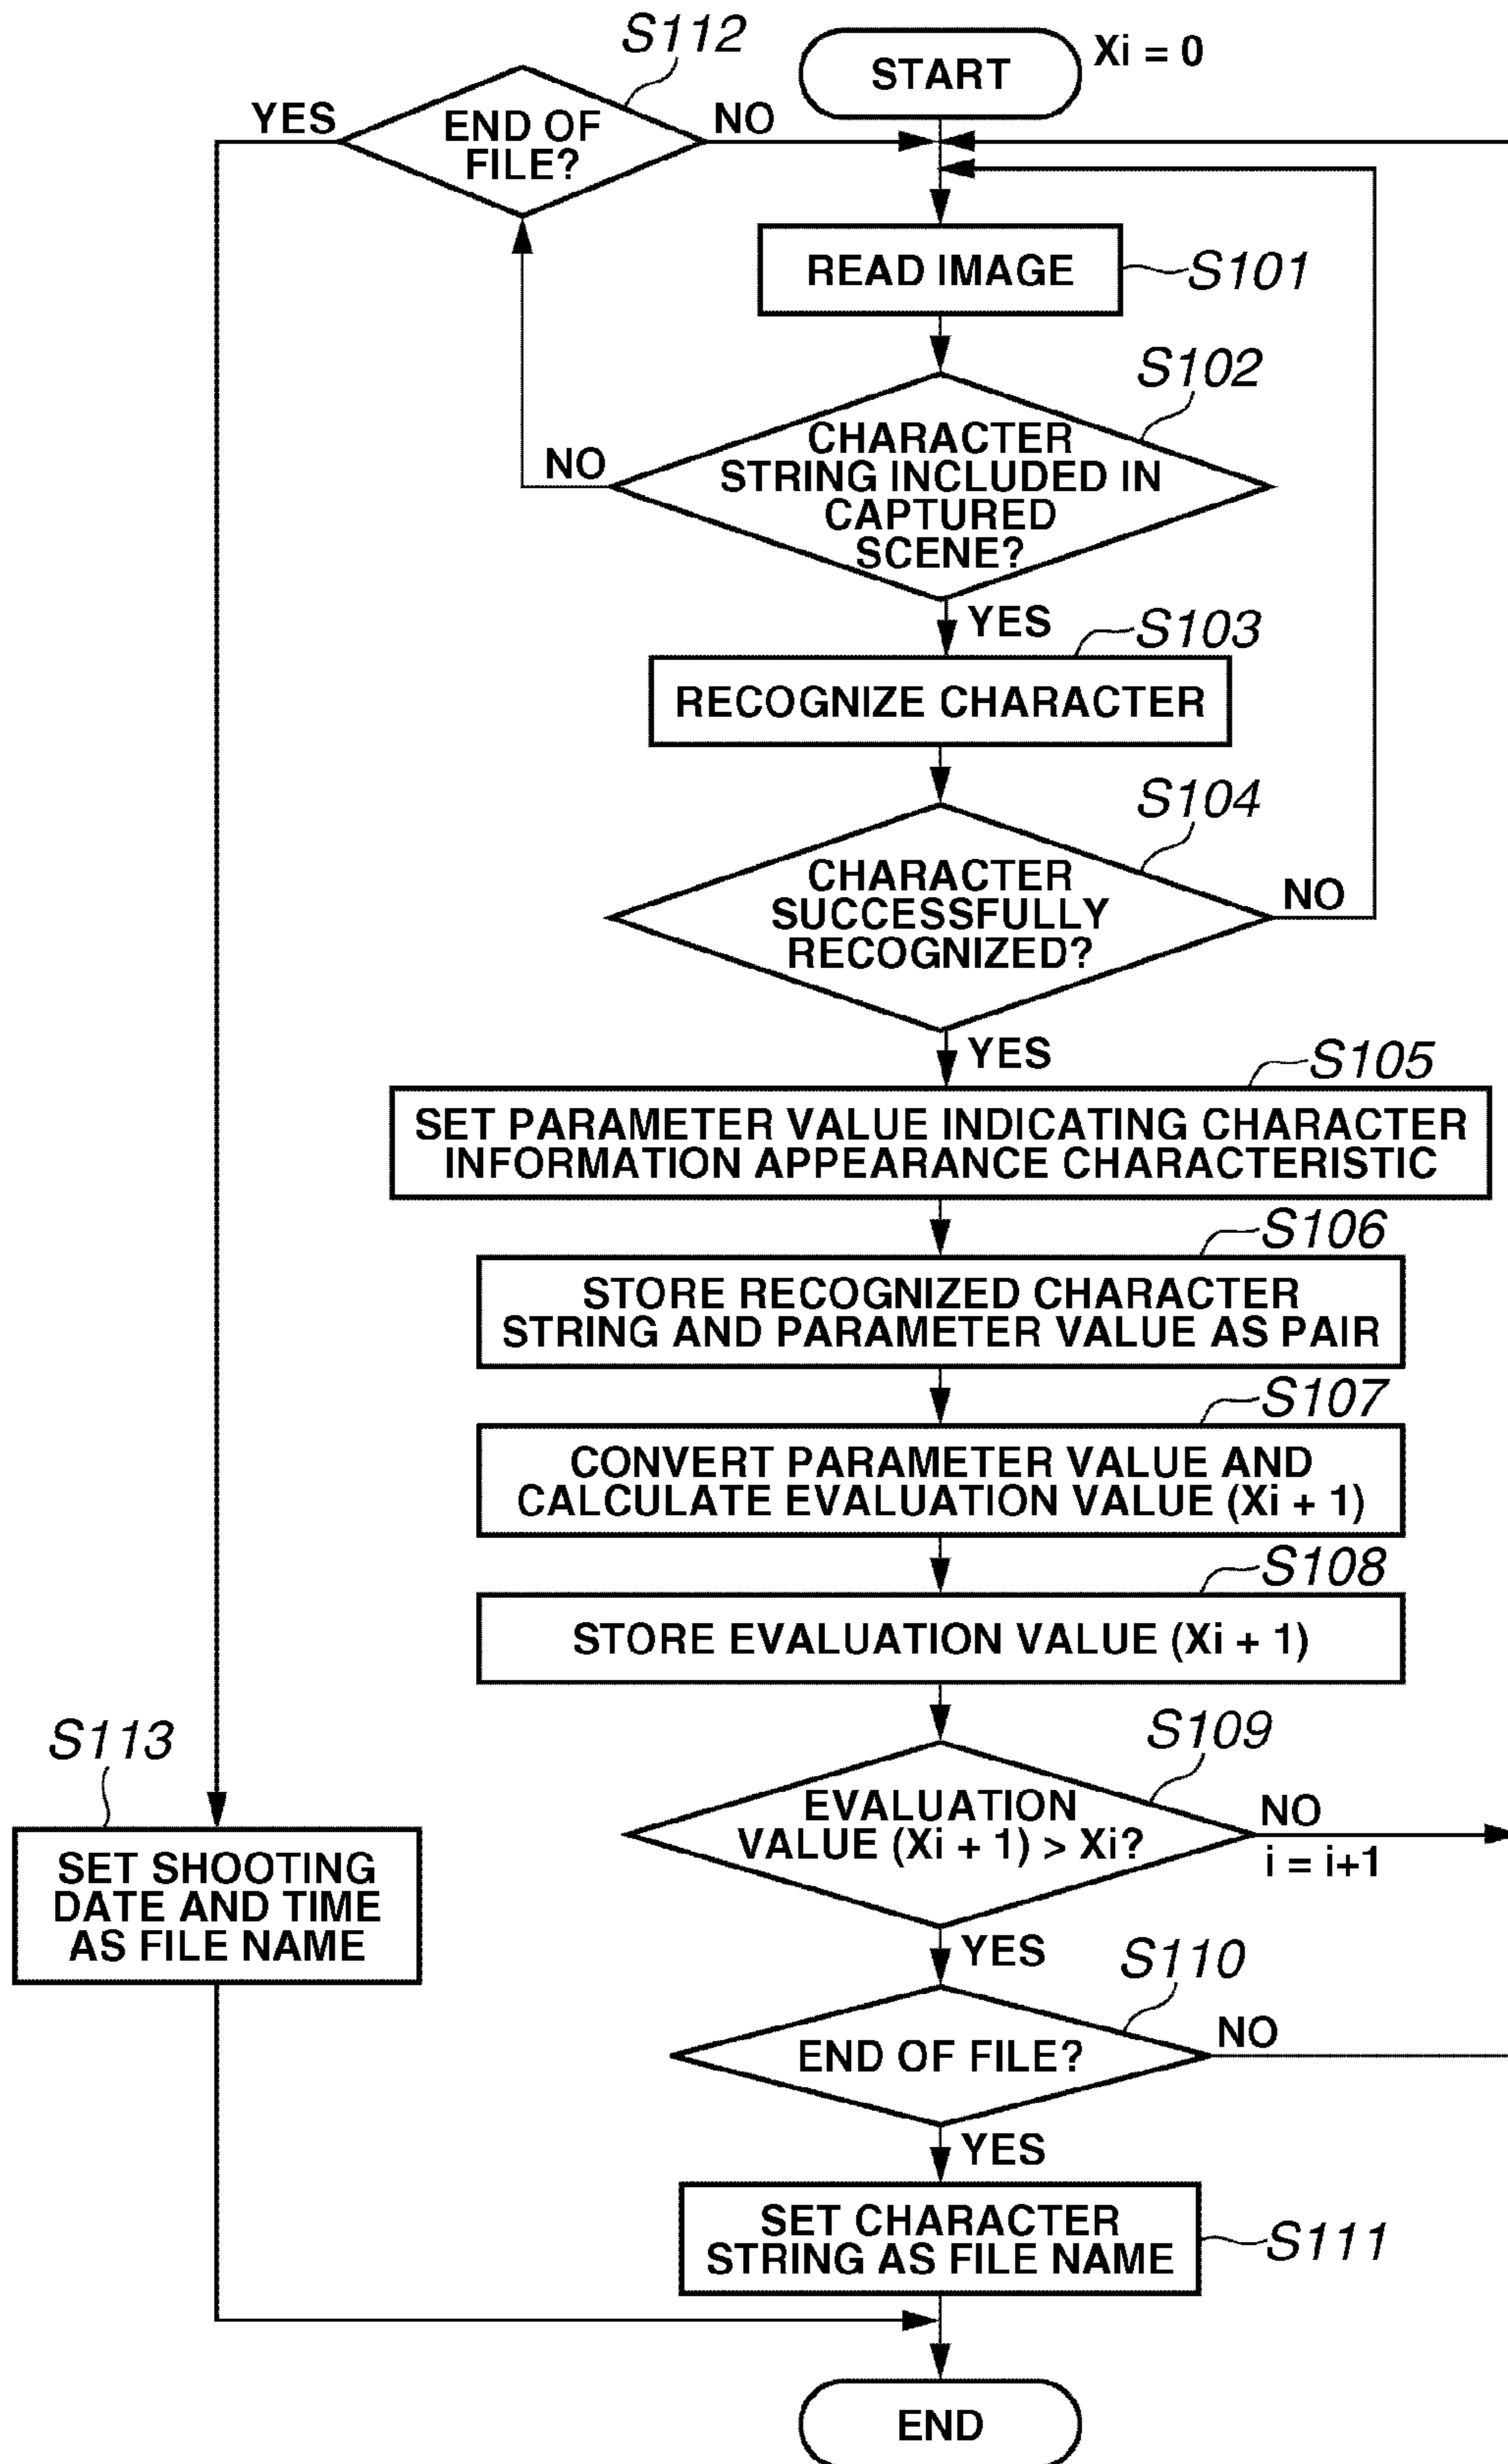 S112
START
Xi = 0
YES
END OF
FILE?
NO
READ IMAGE
S101
S102
CHARACTER
STRING INCLUDED IN
CAPTURED
SCENE?
NO
YES
S103
RECOGNIZE CHARACTER
S104
CHARACTER
SUCCESSFULLY
RECOGNIZED?
NO
YES
S105
SET PARAMETER VALUE INDICATING CHARACTER
INFORMATION APPEARANCE CHARACTERISTIC
S106
STORE RECOGNIZED CHARACTER
STRING AND PARAMETER VALUE AS PAIR
S107
CONVERT PARAMETER VALUE AND
CALCULATE EVALUATION VALUE (Xi + 1)
S108
STORE EVALUATION VALUE (Xi + 1)
S109
EVALUATION
VALUE (Xi + 1) > Xi?
NO
i = i+1
S113
SET SHOOTING
DATE AND TIME
AS FILE NAME
YES
S110
END OF FILE?
NO
YES
SET CHARACTER
STRING AS FILE NAME
S111
END